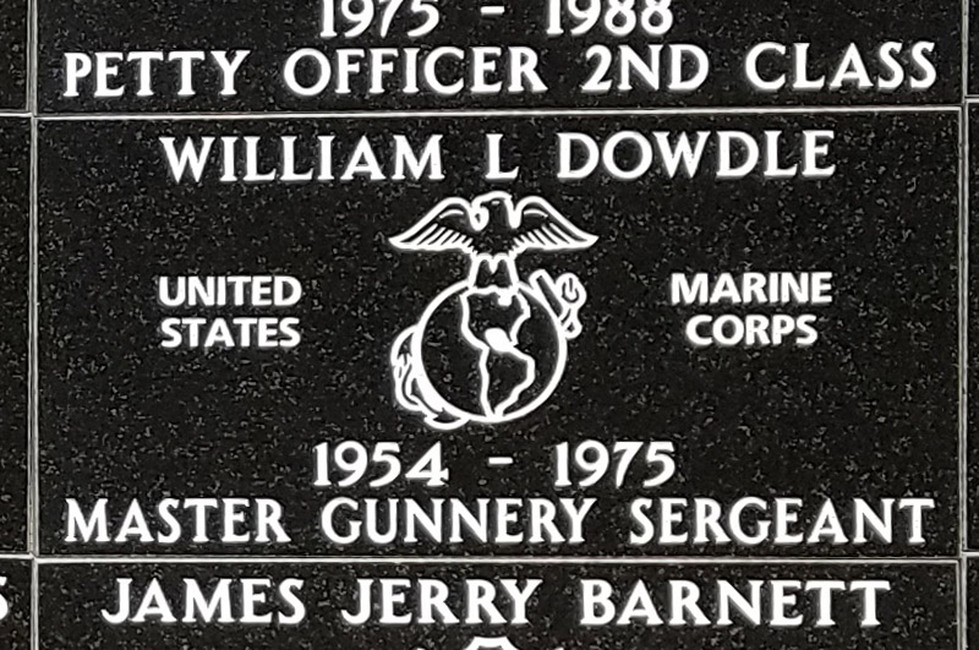 1975 - 1988
PETTY OFFICER 2ND CLASS
WILLIAM L DOWDLE
UNITED
STATES
MARINE
CORPS
1954 - 1975
MASTER GUNNERY SERGEANT
JAMES JERRY BARNETT